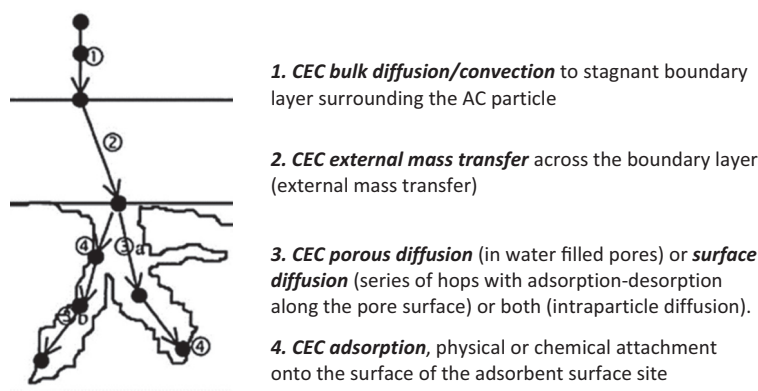 ①
1. CEC bulk diffusion/convection to stagnant boundary
layer surrounding the AC particle
②
2. CEC external mass transfer across the boundary layer
(external mass transfer)
④ ③a
3. CEC porous diffusion (in water filled pores) or surface
diffusion (series of hops with adsorption-desorption
along the pore surface) or both (intraparticle diffusion).
b
④
4. CEC adsorption, physical or chemical attachment
onto the surface of the adsorbent surface site